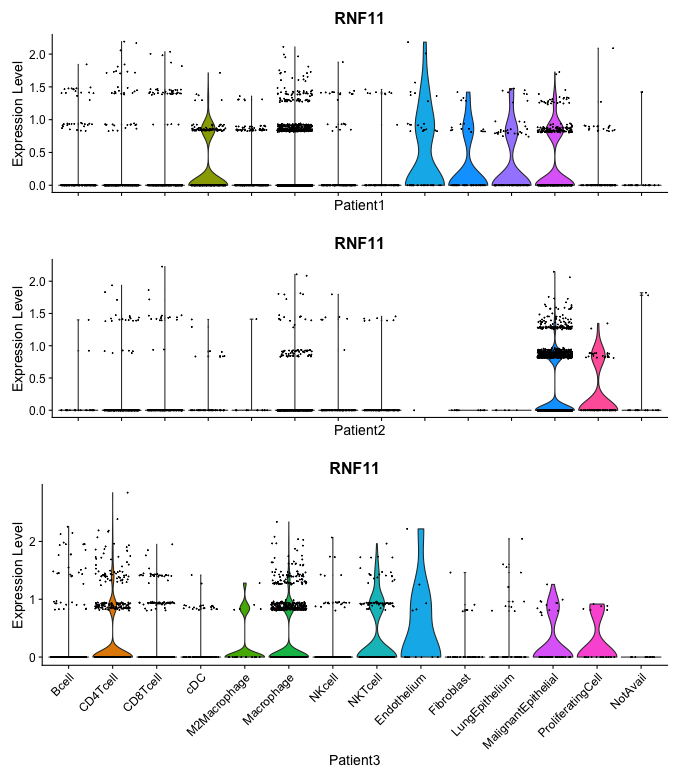 RNF11
Expression Level
2.0
1.5
1.0
0.5
0.0
Patient1
RNF11
Expression Level
2.0
1.5
1.0
0.5
0.0
Patient2
RNF11
Expression Level
2
1
0
Bcell
CD4Tcell
CD8Tcell
cDC
M2Macrophage
Macrophage
NKcell
NKTcell
Endothelium
Fibroblast
LungEpithelium
MalignantEpithelial
ProliferatingCell
NotAvail
Patient3